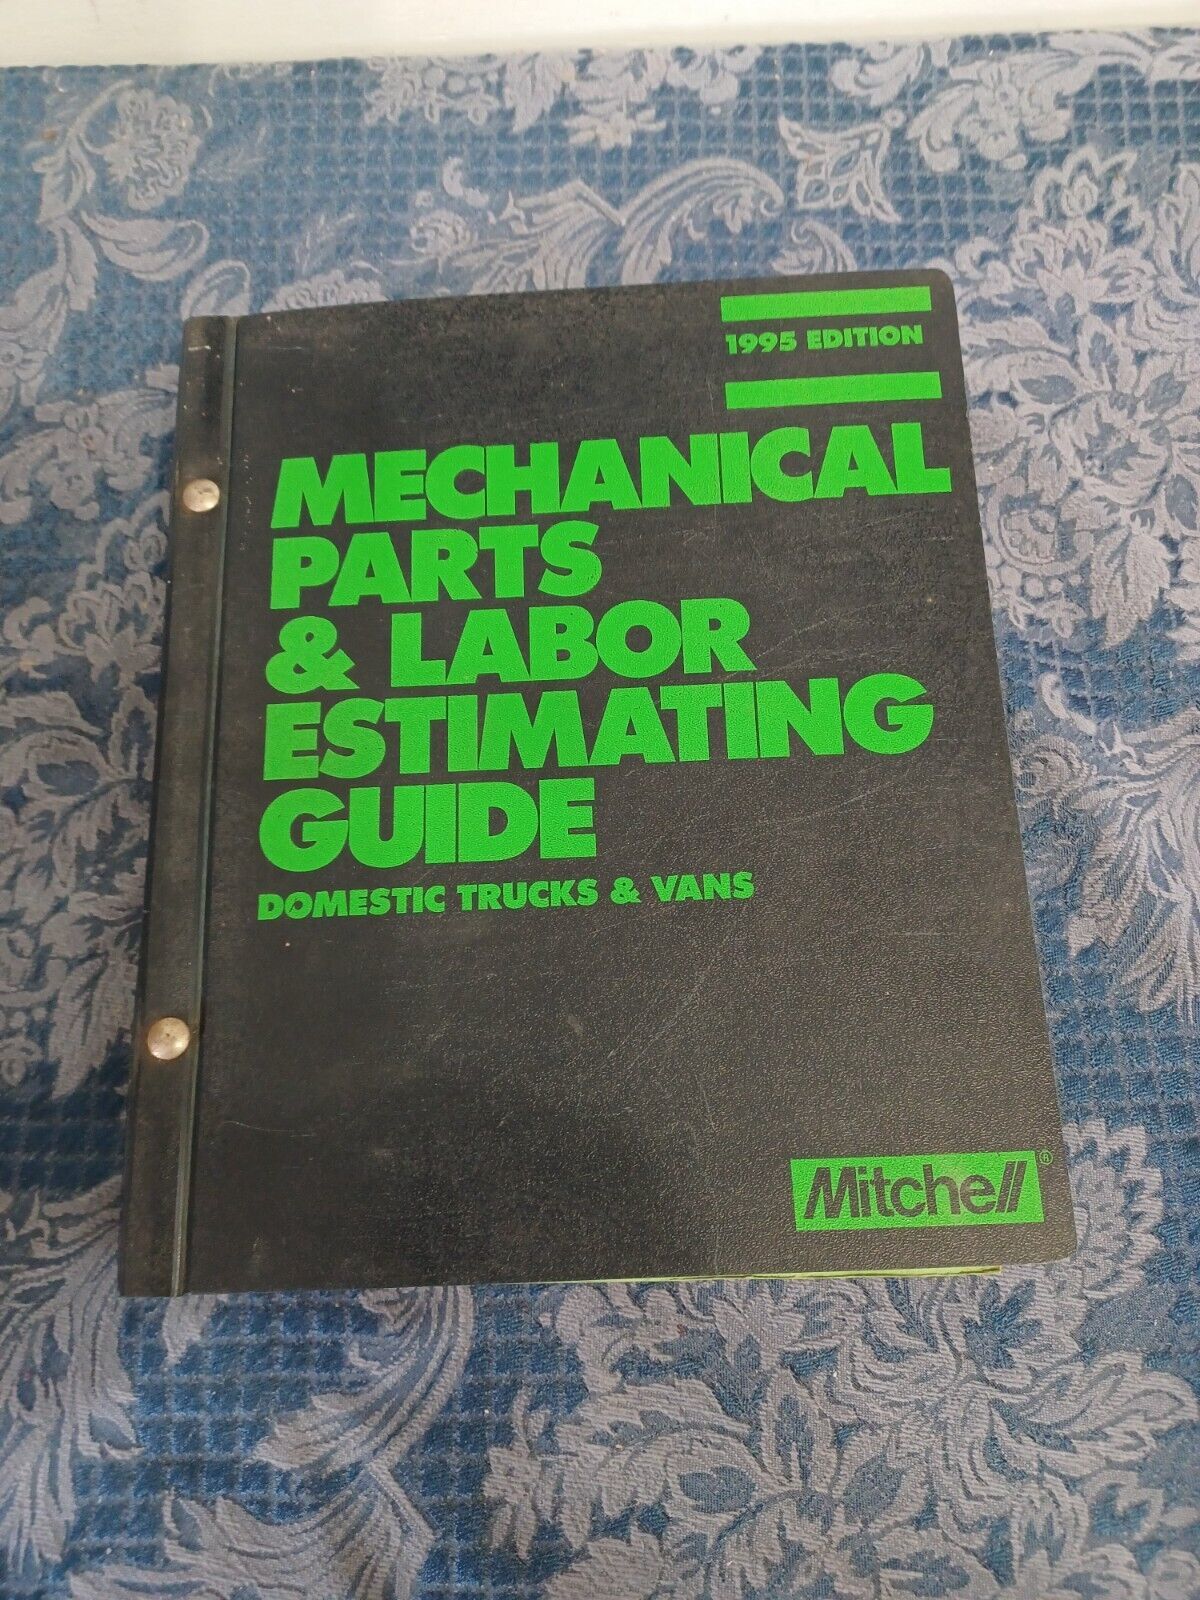 1995 EDITION
MECHANICAL
PARTS
& LABOR
ESTIMATING
GUIDE
DOMESTIC TRUCKS & VANS
Mitchell®